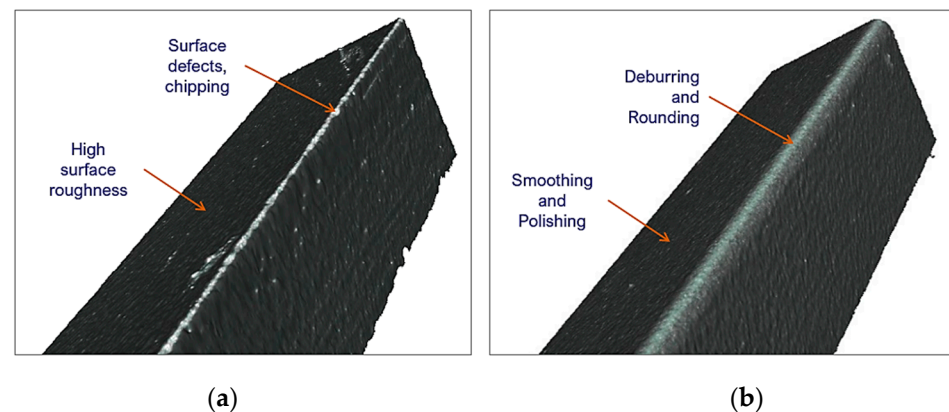 Surface
defects,
chipping
High
surface
roughness
Deburring
and
Rounding
Smoothing
and
Polishing
(a)
(b)